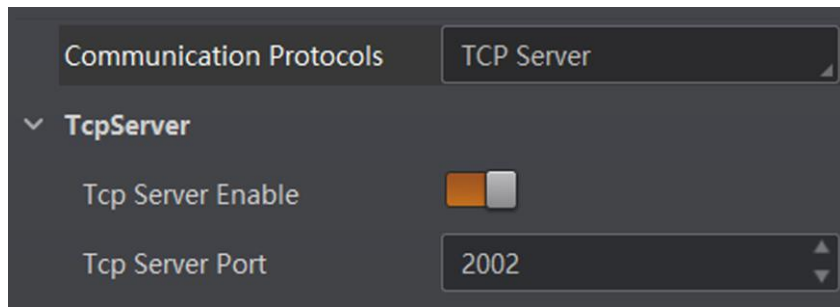 Communication Protocols TCP Server
TcpServer
Tcp Server Enable
Tcp Server Port 2002